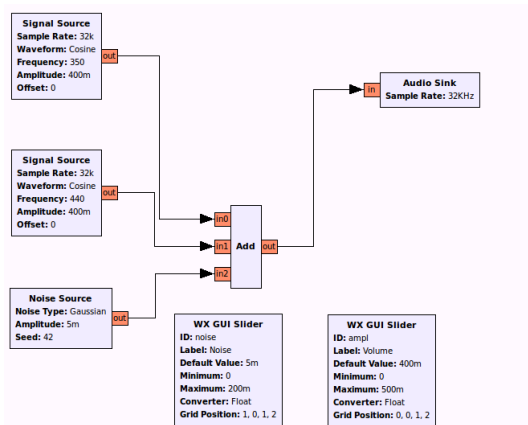 Signal Source
Sample Rate: 32k
Waveform: Cosine
Frequency: 350
Amplitude: 400m
Offset: 0
out
Audio Sink
Sample Rate: 32KHz
in
Signal Source
Sample Rate: 32k
Waveform: Cosine
Frequency: 440
Amplitude: 400m
Offset: 0
out
in0
in1
in2
Add
out
Noise Source
Noise Type: Gaussian
Amplitude: 5m
Seed: 42
out
WX GUI Slider
ID: noise
Label: Noise
Default Value: 5m
Minimum: 0
Maximum: 200m
Converter: Float
Grid Position: 1, 0, 1, 2
WX GUI Slider
ID: ampl
Label: Volume
Default Value: 400m
Minimum: 0
Maximum: 500m
Converter: Float
Grid Position: 0, 0, 1, 2